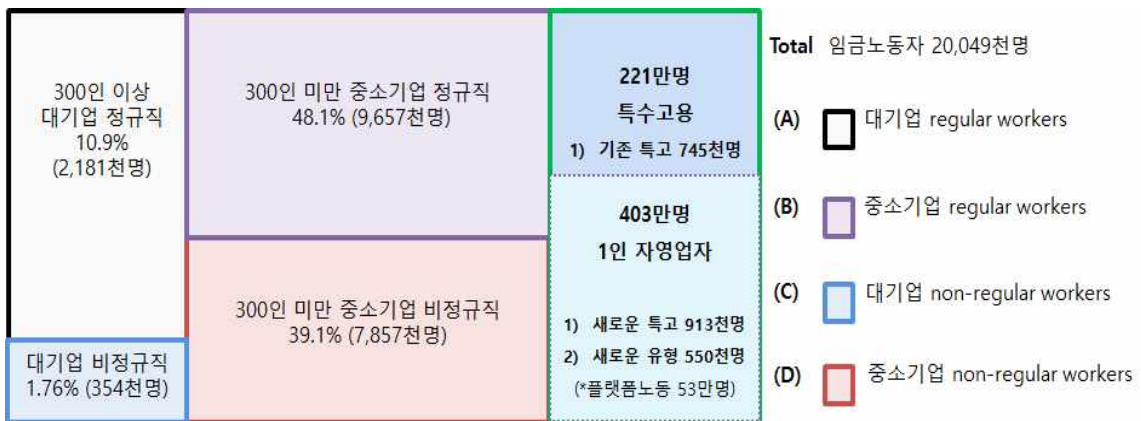 300인 이상
대기업 정규직
10.9%
(2,181천명)
대기업 비정규직
1.76% (354천명)
300인 미만 중소기업 정규직
48.1% (9,657천명)
300인 미만 중소기업 비정규직
39.1% (7,857천명)
221만명
특수고용
1) 기존 특고 745천명
403만명
1인 자영업자
1) 새로운 특고 913천명
2) 새로운 유형 550천명
(*플랫폼노동 53만명)
Total 임금노동자 20,049천명
(A) 대기업 regular workers
(B) 중소기업 regular workers
(C) 대기업 non-regular workers
(D) 중소기업 non-regular workers